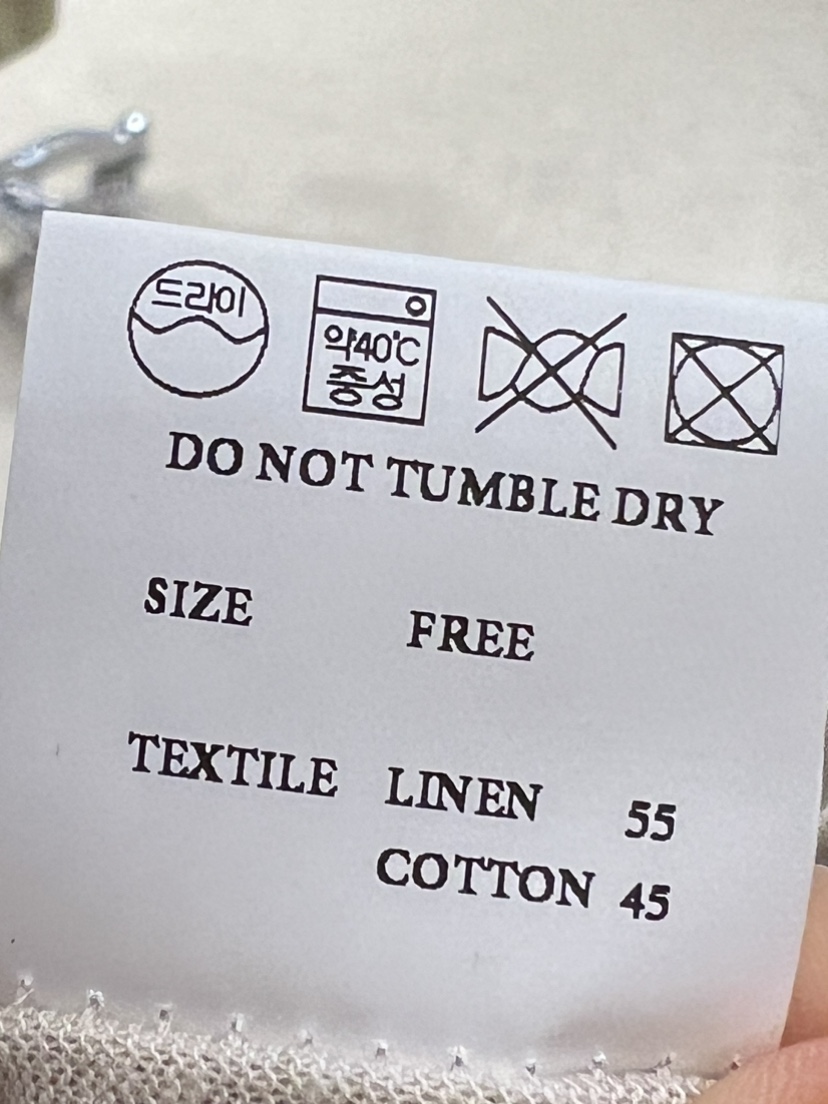 드라이
약40℃
중성
DO NOT TUMBLE DRY
SIZE FREE
TEXTILE LINEN 55
COTTON 45